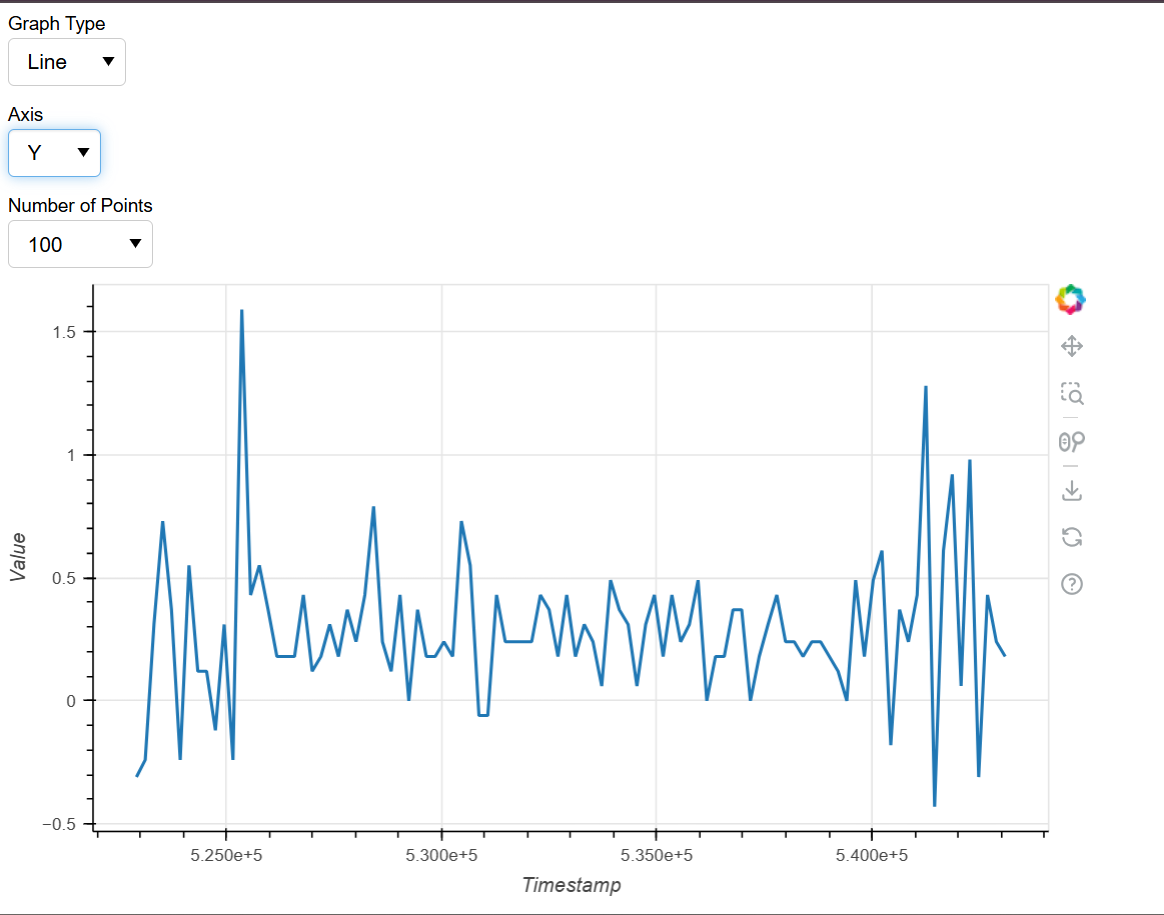 Graph Type
Line
Axis
Y
Number of Points
100
1.5
1
0.5
0
−0.5
Value
5.250e+5 5.300e+5 5.350e+5 5.400e+5
Timestamp